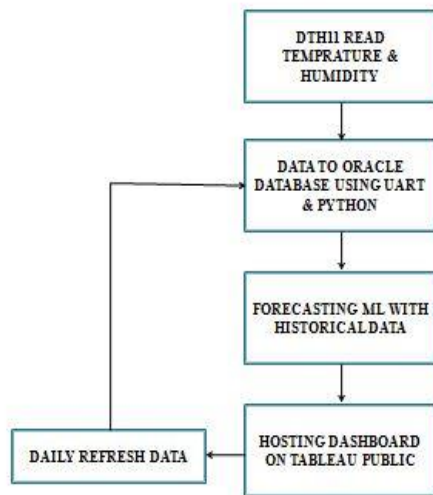 DTH11 READ
TEMPRATURE &
HUMIDITY
DATA TO ORACLE
DATABASE USING UART
& PYTHON
FORECASTING ML WITH
HISTORICAL DATA
HOSTING DASHBOARD
ON TABLEAU PUBLIC
DAILY REFRESH DATA